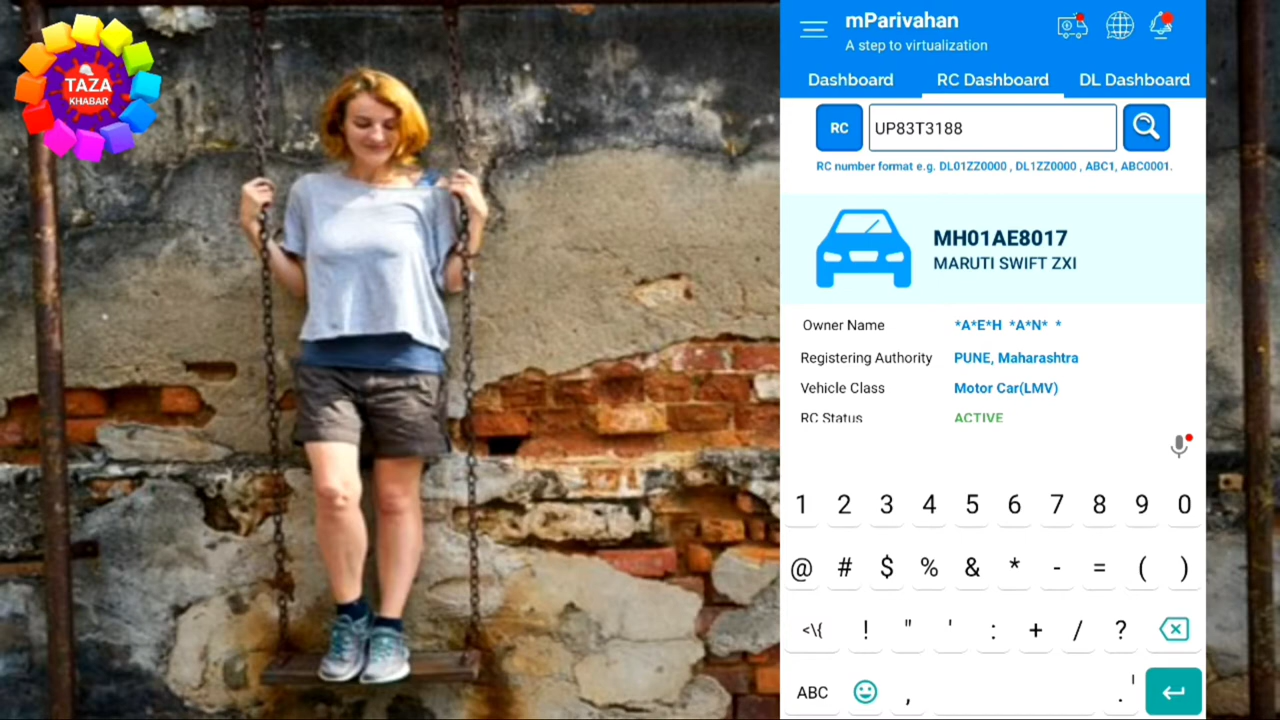 TAZA
KHABAR
mParivahan
A step to virtualization
Dashboard RC Dashboard DL Dashboard
RC UP83T3188
RC number format e.g. DL01ZZ0000 , DL1ZZ0000 , ABC1, ABC0001.
MH01AE8017
MARUTI SWIFT ZXI
Owner Name *A*E*H *A*N* *
Registering Authority PUNE, Maharashtra
Vehicle Class Motor Car(LMV)
RC Status ACTIVE
1 2 3 4 5 6 7 8 9 0
@ # $ % & * - = ( )
<\{ ! " ' : + / ?
ABC , . '